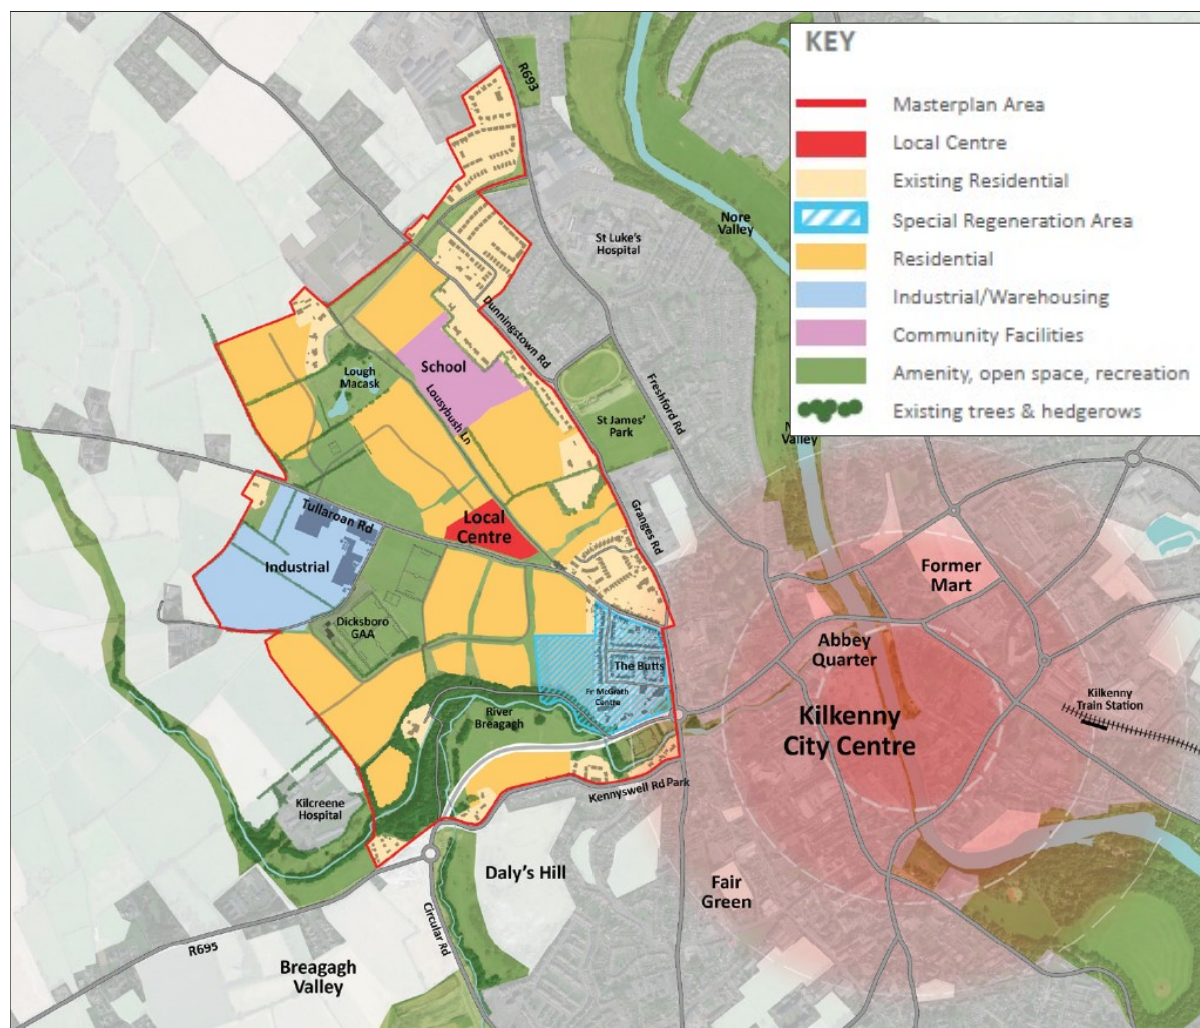 KEY
Masterplan Area
Local Centre
Existing Residential
Special Regeneration Area
Residential
Industrial/Warehousing
Community Facilities
Amenity, open space, recreation
Existing trees & hedgerows
R693
Nore
Valley
St Luke's
Hospital
Dunningstown Rd
School
Lough
Macask
Lousybush Ln
St James'
Park
Freshford Rd
Valley
Granges Rd
Tullaroan Rd
Local
Centre
Industrial
Former
Mart
Dicksboro
GAA
Abbey
Quarter
The Butts
Fr McGrath
Centre
Kilkenny
Train Station
River
Breagagh
Kilkenny
City Centre
Kennyswell Rd Park
Kilcreene
Hospital
Daly's Hill
Fair
Green
Circular Rd
R695
Breagagh
Valley